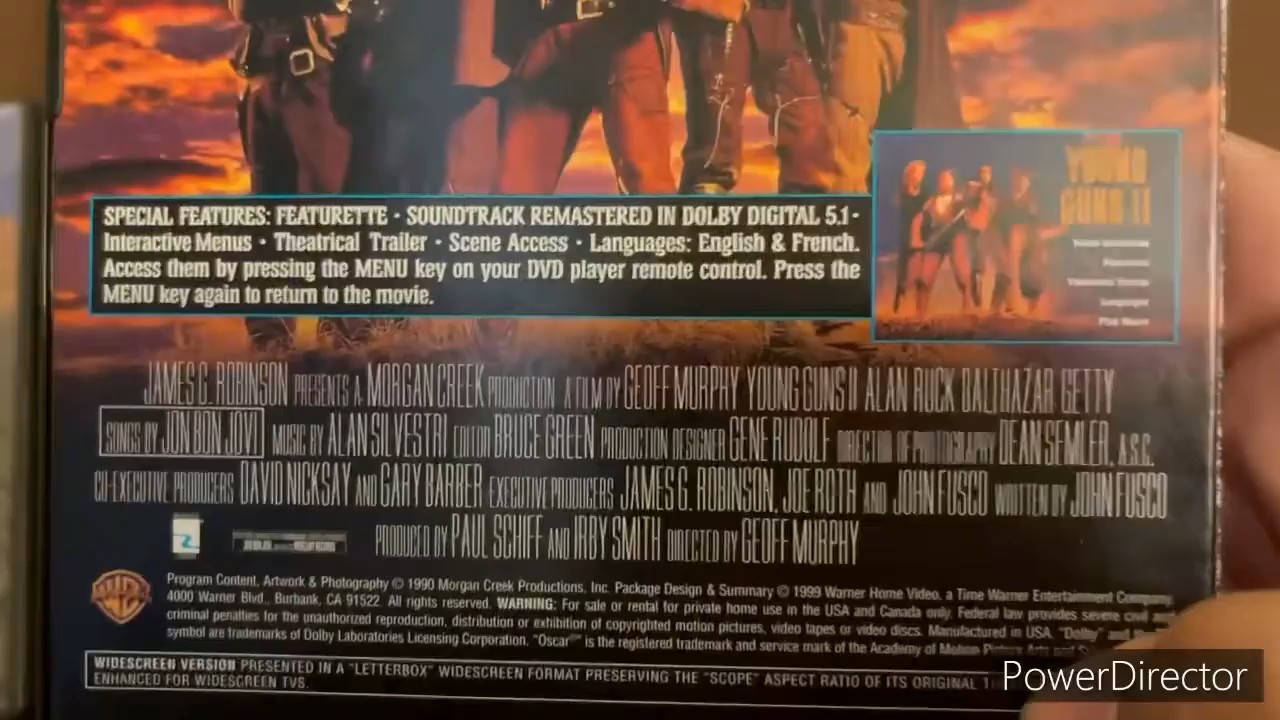 YOUNG
GUNS II
SPECIAL FEATURES: FEATURETTE · SOUNDTRACK REMASTERED IN DOLBY DIGITAL 5.1·
Interactive Menus · Theatrical Trailer · Scene Access · Languages: English & French.
Access them by pressing the MENU key on your DVD player remote control. Press the
MENU key again to return to the movie.
JAMES G. ROBINSON PRESENTS A MORGAN CREEK PRODUCTION A FILM BY GEOFF MURPHY YOUNG GUNS II ALAN RUCK BALTHAZAR GETTY
SONGS BY JON BON JOVI MUSIC BY ALAN SILVESTRI EDITOR BRUCE GREEN PRODUCTION DESIGNER GENE RUDOLF DIRECTOR OF PHOTOGRAPHY DEAN SEMLER, A.S.C.
CO-EXECUTIVE PRODUCERS DAVID NICKSAY AND GARY BARBER EXECUTIVE PRODUCERS JAMES G. ROBINSON, JOE ROTH AND JOHN FUSCO WRITTEN BY JOHN FUSCO
PRODUCED BY PAUL SCHIFF AND IRBY SMITH DIRECTED BY GEOFF MURPHY
Program Content, Artwork & Photography © 1990 Morgan Creek Productions, Inc. Package Design & Summary © 1999 Warner Home Video, a Time Warner Entertainment Company
4000 Warner Blvd., Burbank, CA 91522. All rights reserved. WARNING: For sale or rental for private home use in the USA and Canada only. Federal law provides severe civil
criminal penalties for the unauthorized reproduction, distribution or exhibition of copyrighted motion pictures, video tapes or video discs. Manufactured in USA. "Dolby" and
symbol are trademarks of Dolby Laboratories Licensing Corporation. "Oscar" is the registered trademark and service mark of the Academy of Motion Picture Arts and
WIDESCREEN VERSION PRESENTED IN A "LETTERBOX" WIDESCREEN FORMAT PRESERVING THE "SCOPE" ASPECT RATIO OF ITS ORIGINAL
ENHANCED FOR WIDESCREEN TVS.
PowerDirector